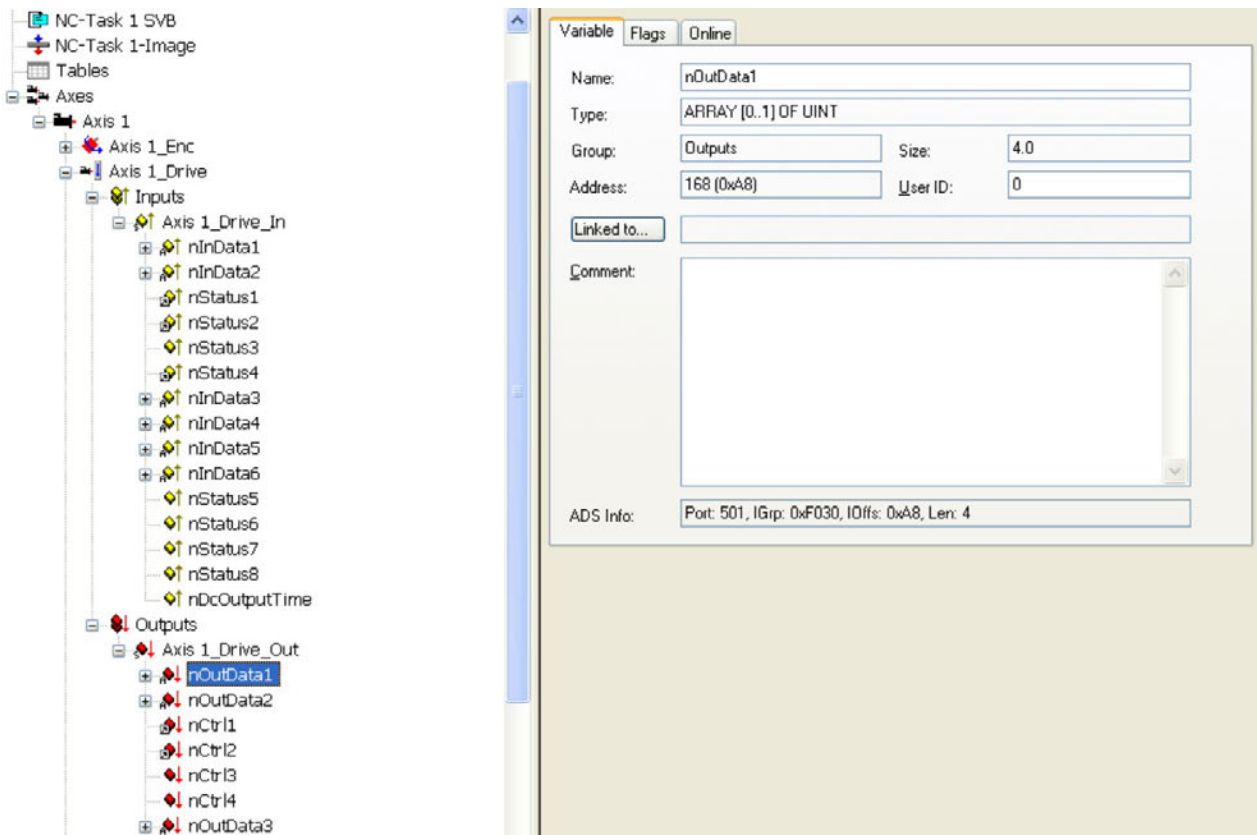 NC-Task 1 SVB
NC-Task 1-Image
Tables
Axes
Axis 1
Axis 1_Enc
Axis 1_Drive
Inputs
Axis 1_Drive_In
nInData1
nInData2
nStatus1
nStatus2
nStatus3
nStatus4
nInData3
nInData4
nInData5
nInData6
nStatus5
nStatus6
nStatus7
nStatus8
nDcOutputTime
Outputs
Axis 1_Drive_Out
nOutData1
nOutData2
nCtrl1
nCtrl2
nCtrl3
nCtrl4
nOutData3
Variable Flags Online
Name: nOutData1
Type: ARRAY [0..1] OF UINT
Group: Outputs Size: 4.0
Address: 168 (0xA8) User ID: 0
Linked to...
Comment:
ADS Info: Port: 501, IGrp: 0xF030, IOffs: 0xA8, Len: 4